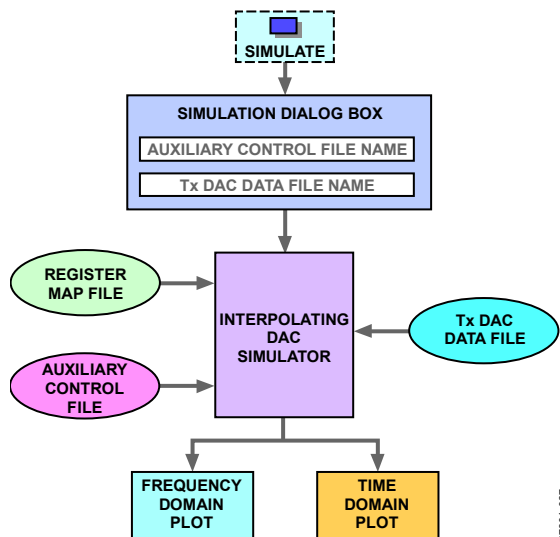 SIMULATE
SIMULATION DIALOG BOX
AUXILIARY CONTROL FILE NAME
Tx DAC DATA FILE NAME
REGISTER
MAP FILE
INTERPOLATING
DAC
SIMULATOR
Tx DAC
DATA FILE
AUXILIARY
CONTROL
FILE
FREQUENCY
DOMAIN
PLOT
TIME
DOMAIN
PLOT